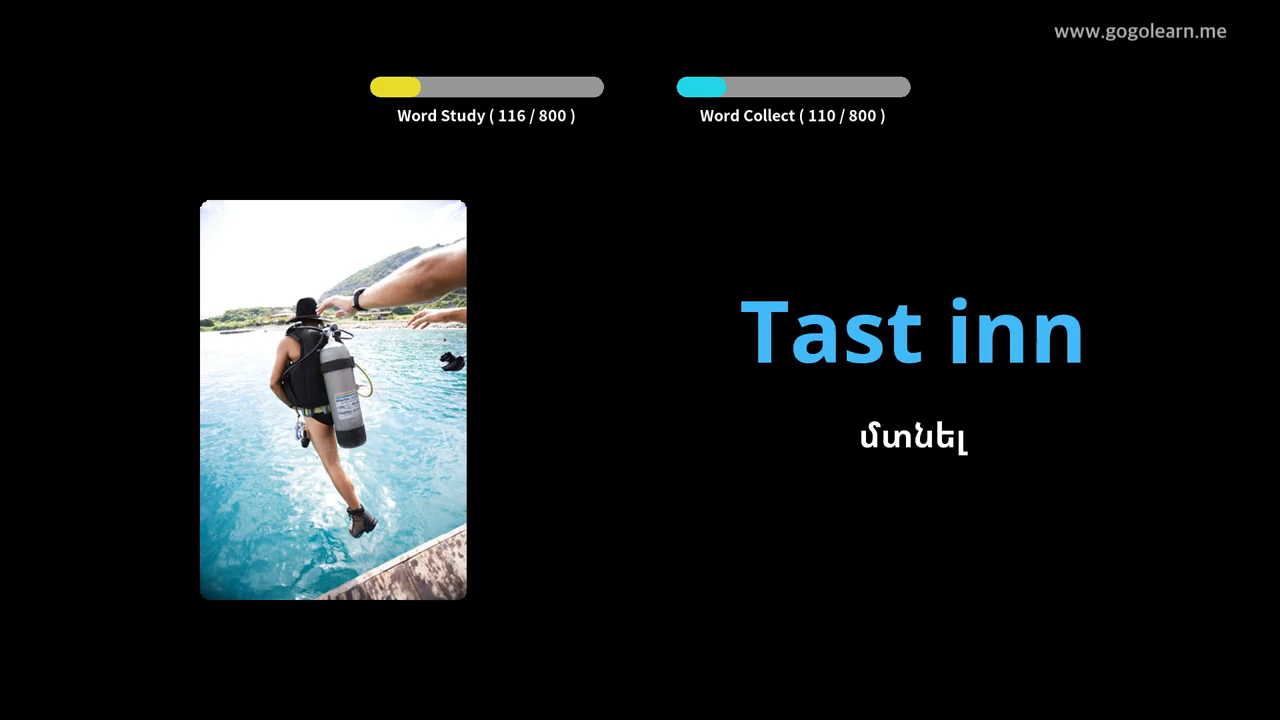 www.gogolearn.me
Word Study ( 116 / 800 )
Word Collect ( 110 / 800 )
Tast inn
մտնել